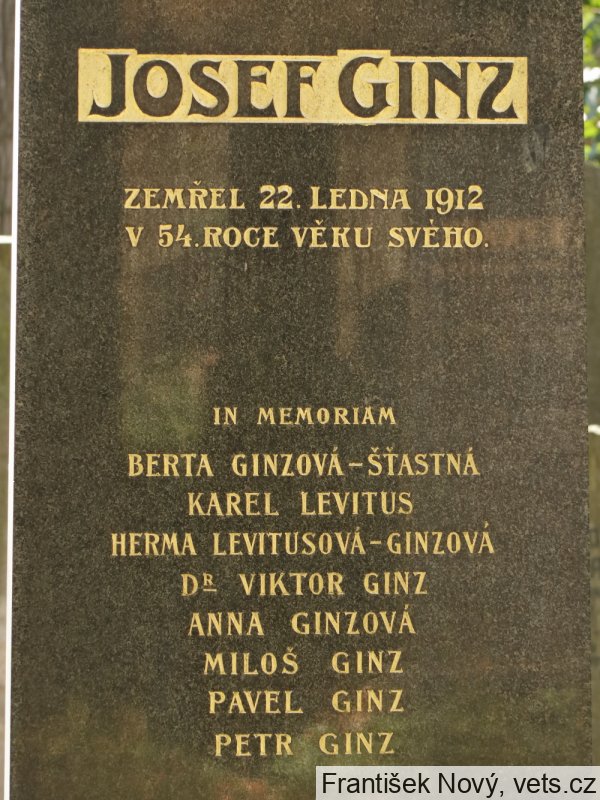 JOSEF GINZ
ZEMŘEL 22. LEDNA 1912
V 54. ROCE VĚKU SVÉHO.
IN MEMORIAM
BERTA GINZOVÁ-ŠŤASTNÁ
KAREL LEVITUS
HERMA LEVITUSOVÁ-GINZOVÁ
DR VIKTOR GINZ
ANNA GINZOVÁ
MILOŠ GINZ
PAVEL GINZ
PETR GINZ
František Nový, vets.cz